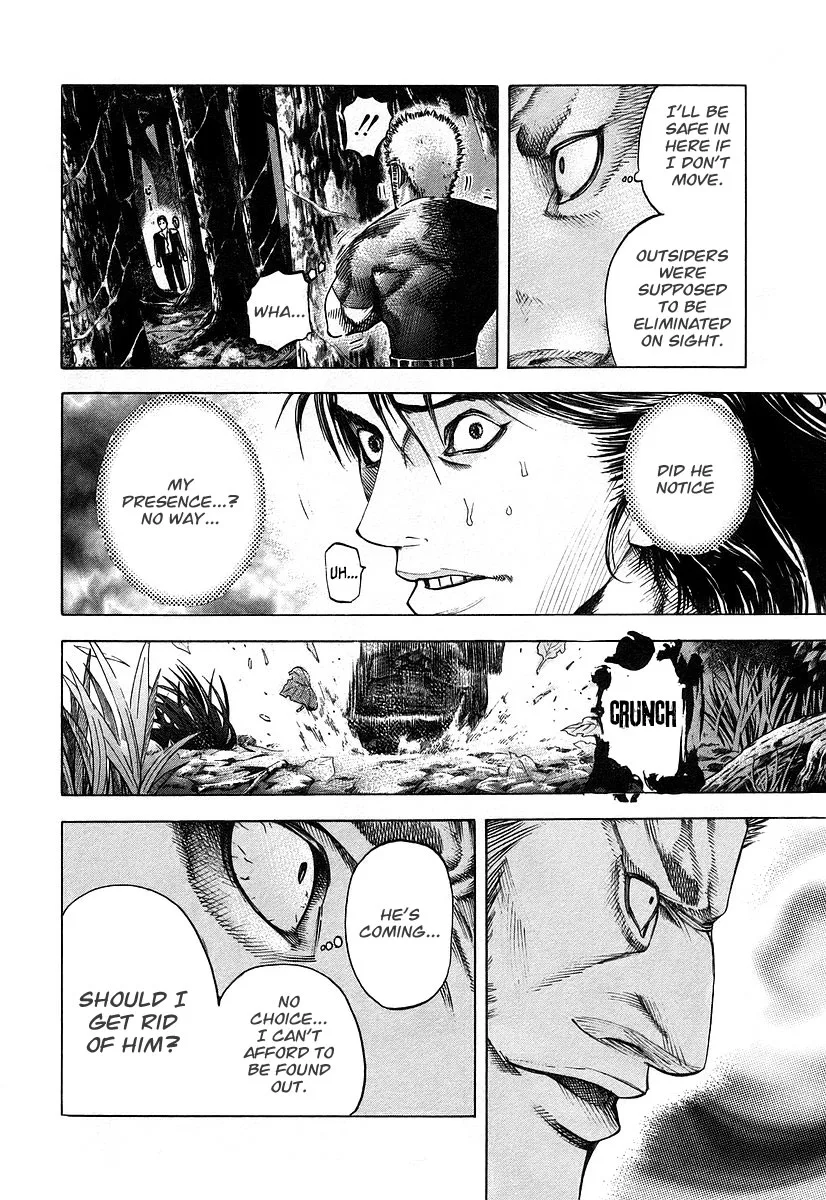 I'LL BE
SAFE IN
HERE IF
I DON'T
MOVE.
OUTSIDERS
WERE
SUPPOSED
TO BE
ELIMINATED
ON SIGHT.
!!
WHA...
DID HE
NOTICE
MY
PRESENCE...?
NO WAY...
UH...
CRUNCH
HE'S
COMING...
NO
CHOICE...
I CAN'T
AFFORD TO
BE FOUND
OUT.
SHOULD I
GET RID
OF HIM?